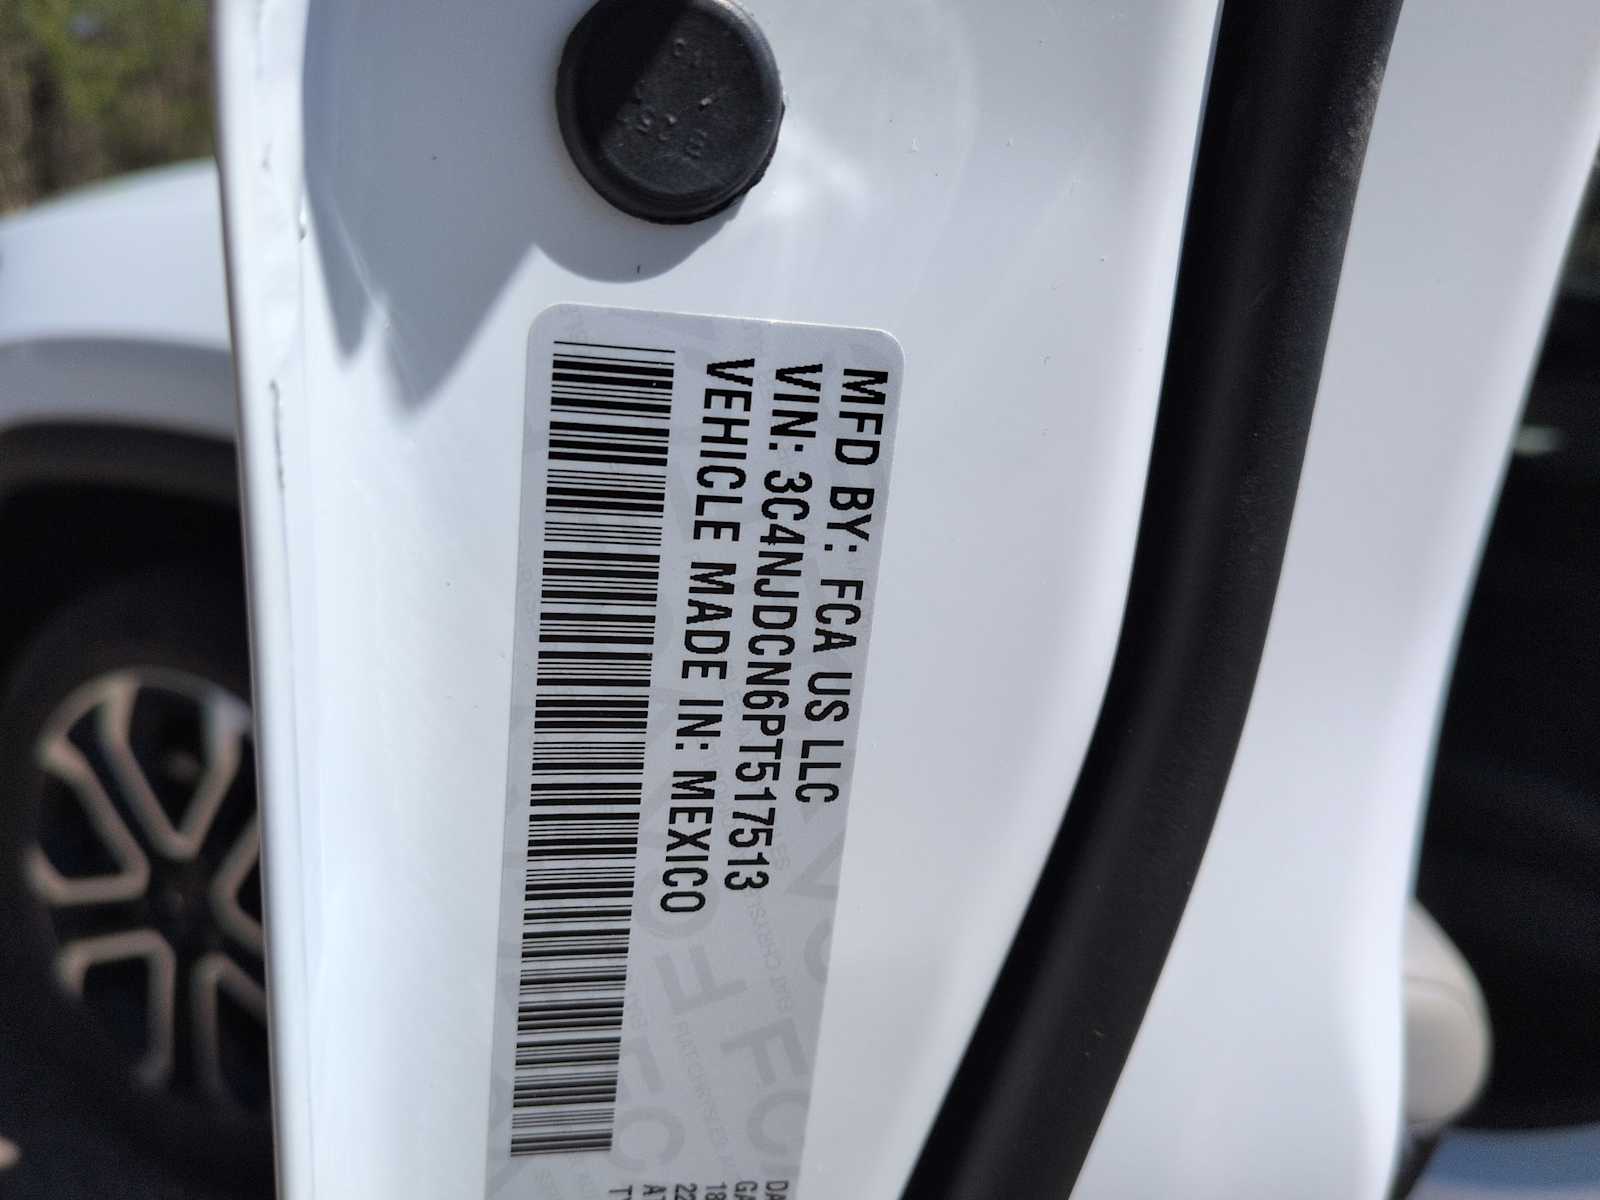 MFD BY: FCA US LLC
VIN: 3C4NJDCN6PT517513
VEHICLE MADE IN: MEXICO